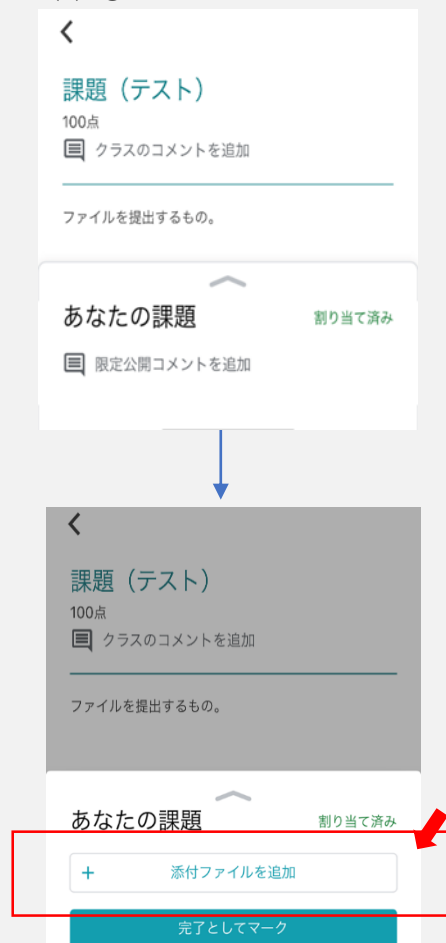 課題（テスト）
100点
クラスのコメントを追加
ファイルを提出するもの。
あなたの課題
割り当て済み
限定公開コメントを追加
課題（テスト）
100点
クラスのコメントを追加
ファイルを提出するもの。
あなたの課題
割り当て済み
+ 添付ファイルを追加
完了としてマーク